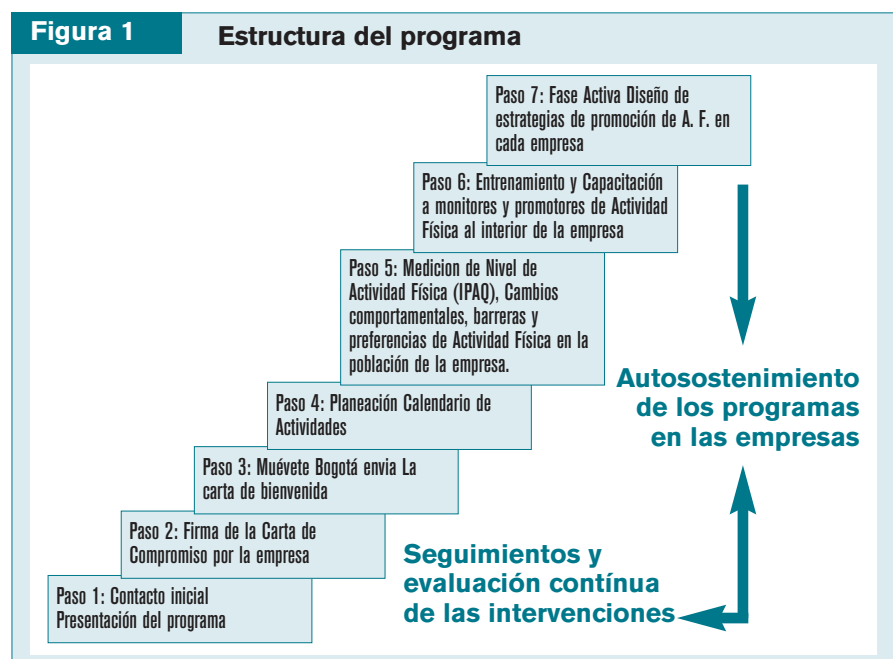 Figura 1
Estructura del programa
Paso 7: Fase Activa Diseño de
estrategias de promoción de A. F. en
cada empresa
Paso 6: Entrenamiento y Capacitación
a monitores y promotores de Actividad
Física al interior de la empresa
Paso 5: Medicion de Nivel de
Actividad Física (IPAQ), Cambios
comportamentales, barreras y
preferencias de Actividad Física en la
población de la empresa.
Paso 4: Planeación Calendario de
Actividades
Paso 3: Muévete Bogotá envia La
carta de bienvenida
Paso 2: Firma de la Carta de
Compromiso por la empresa
Paso 1: Contacto inicial
Presentación del programa
Autosostenimiento
de los programas
en las empresas
Seguimientos y
evaluación contínua
de las intervenciones